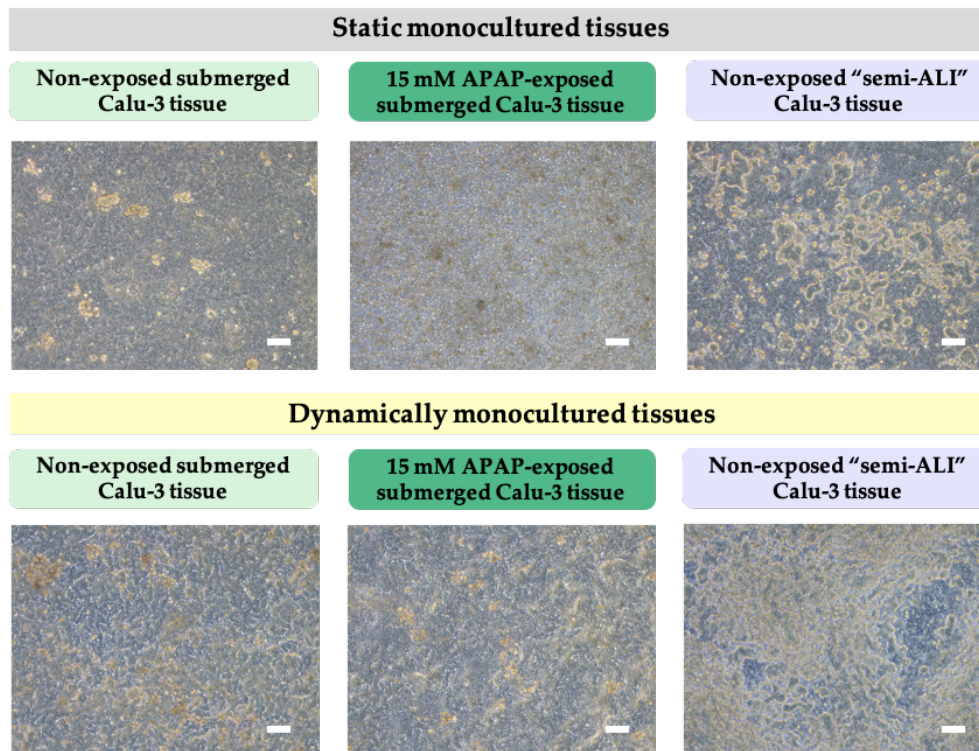 Static monocultured tissues
Non-exposed submerged
Calu-3 tissue
15 mM APAP-exposed
submerged Calu-3 tissue
Non-exposed “semi-ALI”
Calu-3 tissue
Dynamically monocultured tissues
Non-exposed submerged
Calu-3 tissue
15 mM APAP-exposed
submerged Calu-3 tissue
Non-exposed “semi-ALI”
Calu-3 tissue